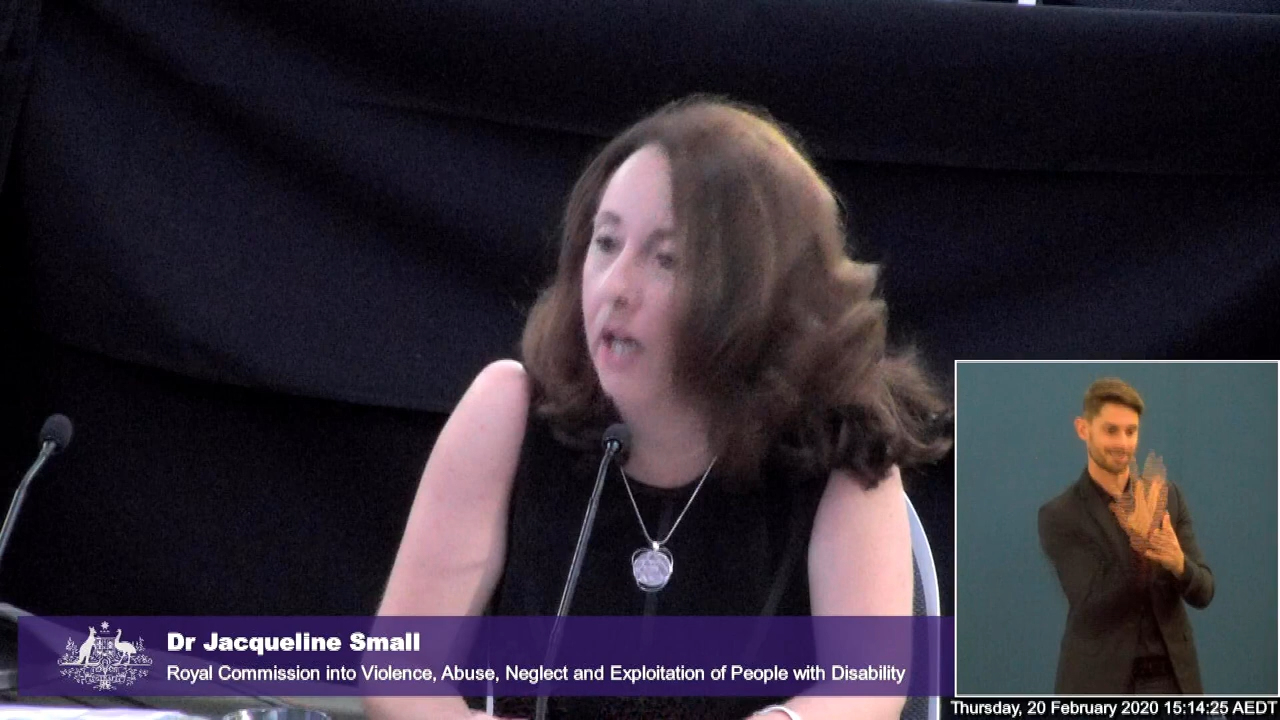 Dr Jacqueline Small
Royal Commission into Violence, Abuse, Neglect and Exploitation of People with Disability
Thursday, 20 February 2020 15:14:25 AEDT